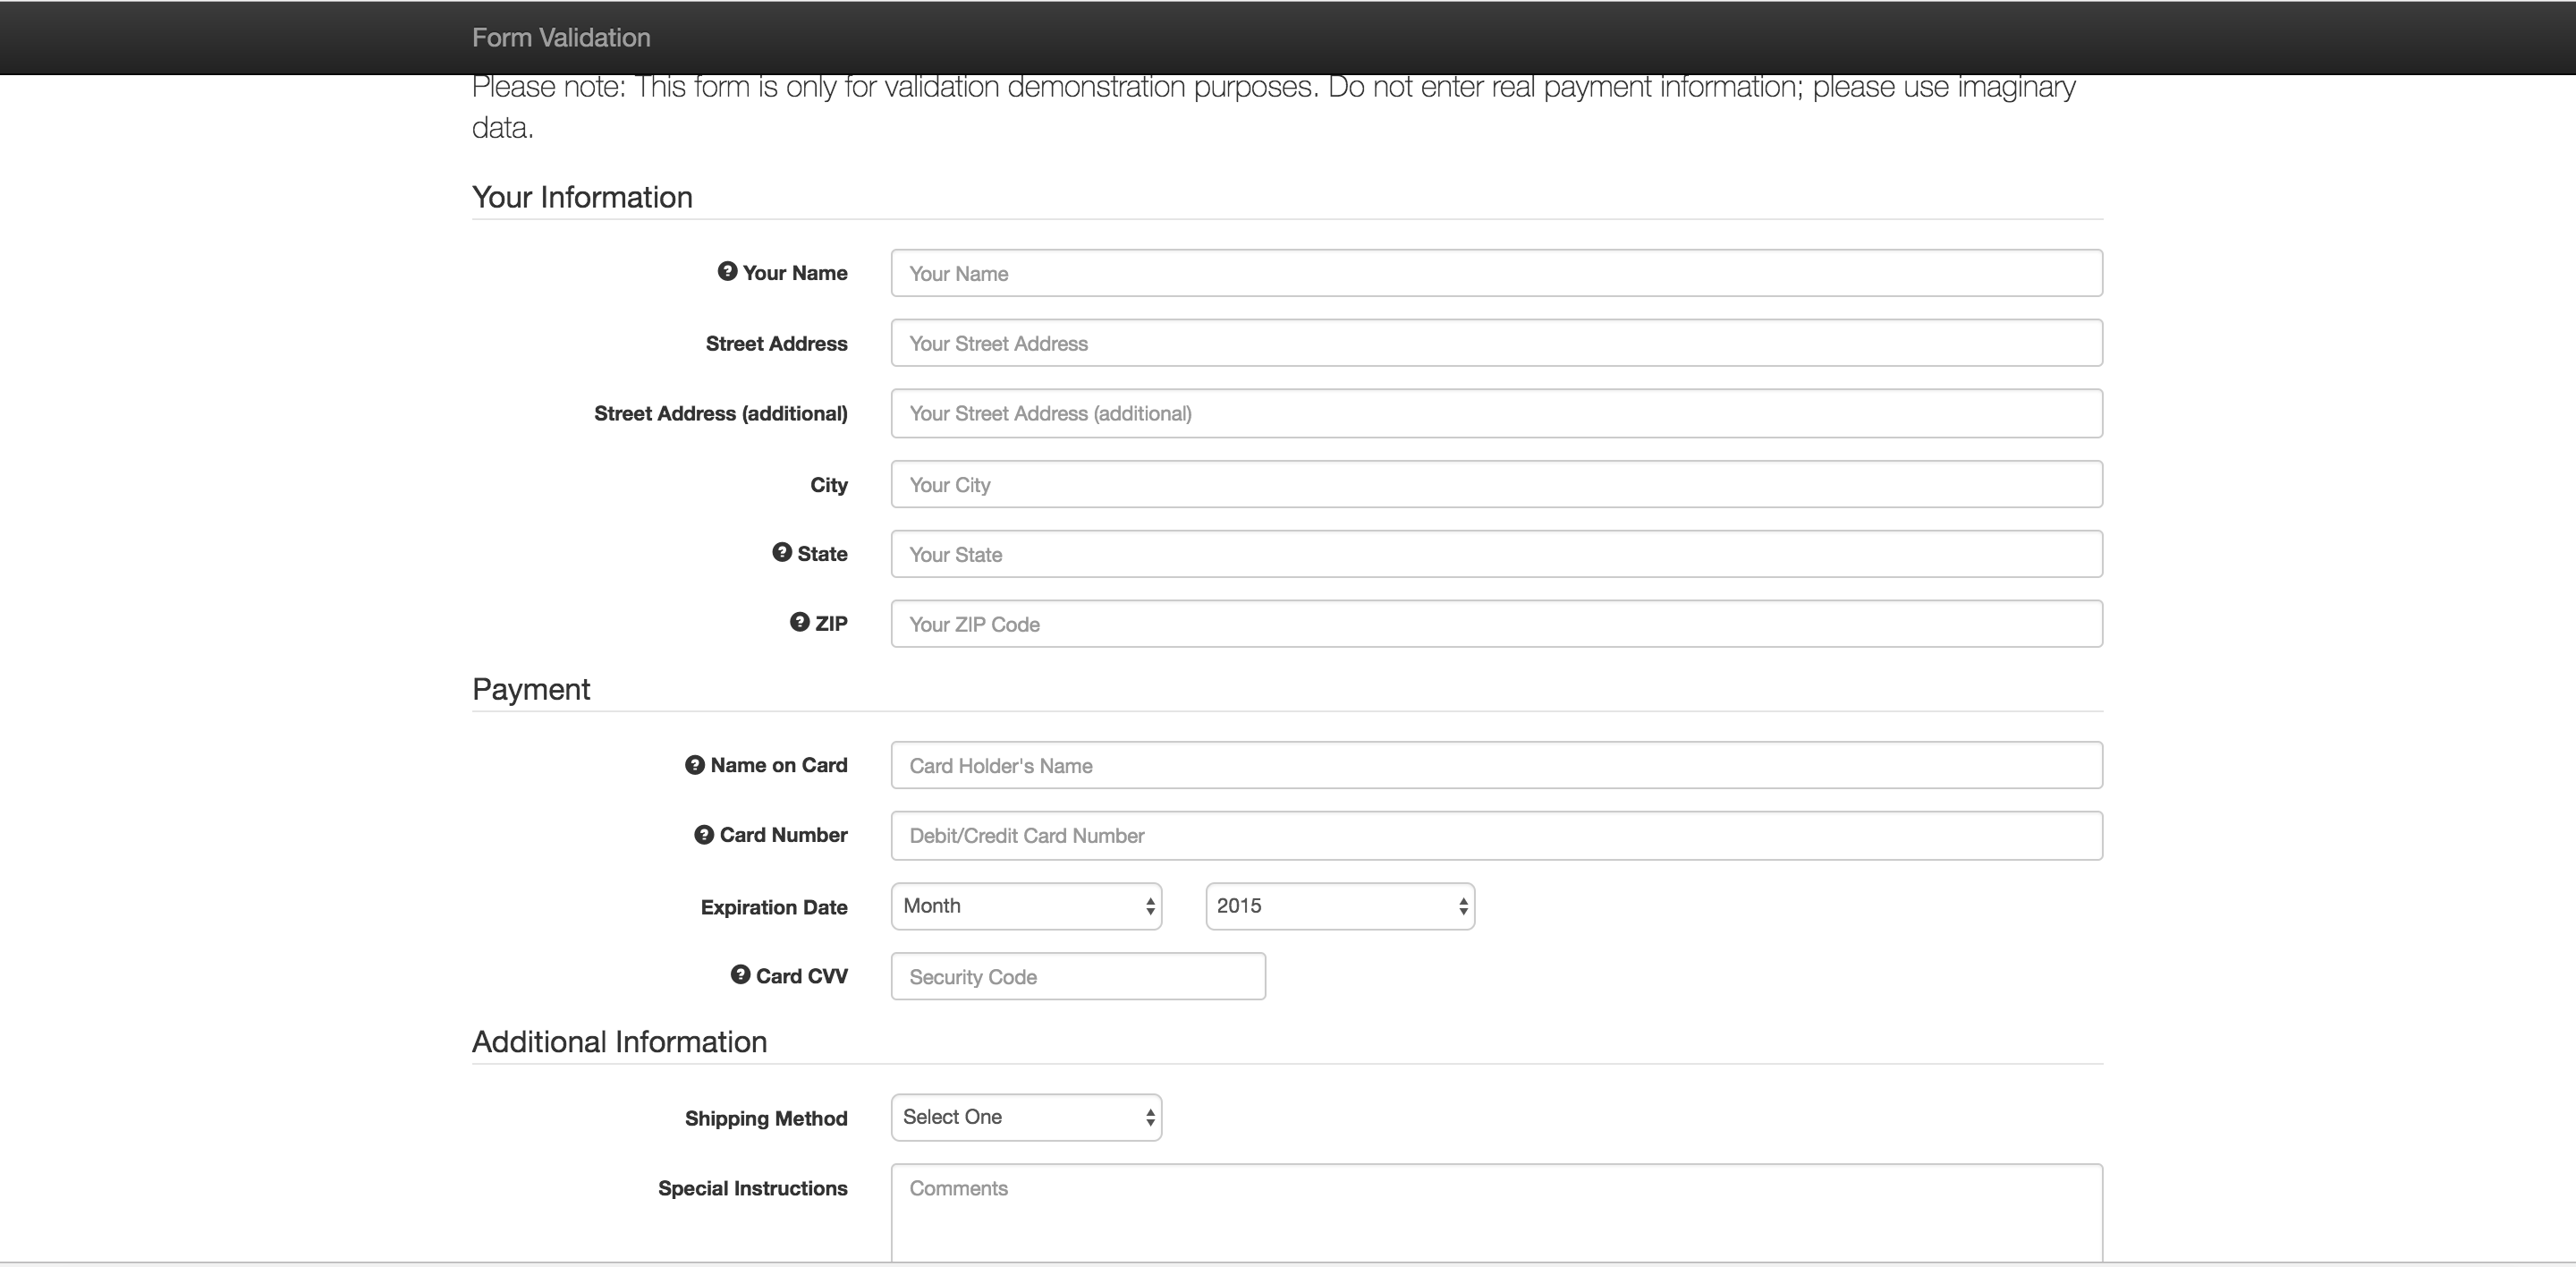 Form Validation
Please note: This form is only for validation demonstration purposes. Do not enter real payment information; please use imaginary
data.
Your Information
? Your Name Your Name
Street Address Your Street Address
Street Address (additional) Your Street Address (additional)
City Your City
? State Your State
? ZIP Your ZIP Code
Payment
? Name on Card Card Holder's Name
? Card Number Debit/Credit Card Number
Expiration Date Month 2015
? Card CVV Security Code
Additional Information
Shipping Method Select One
Special Instructions Comments